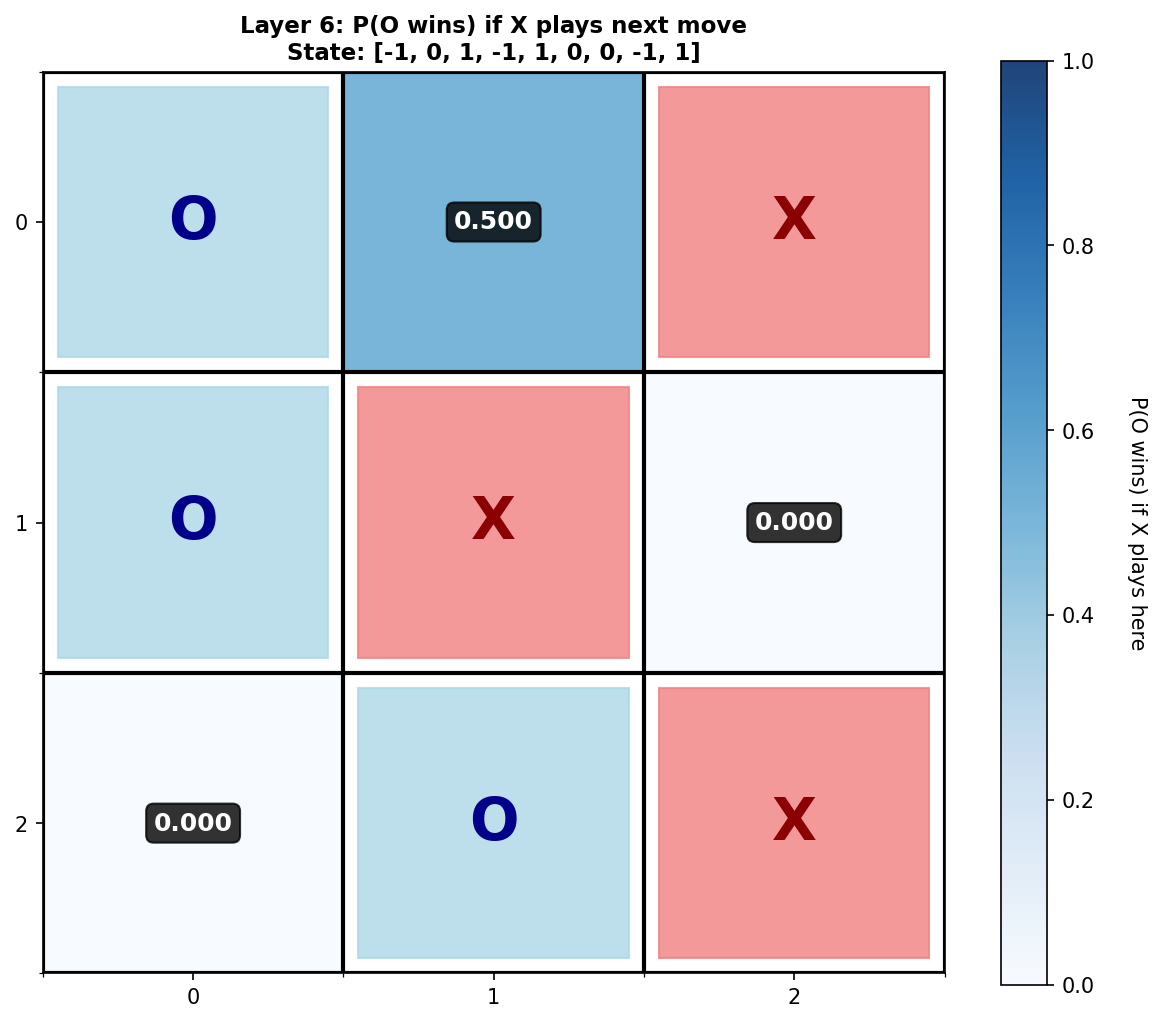 Layer 6: P(O wins) if X plays next move
State: [-1, 0, 1, -1, 1, 0, 0, -1, 1]
0
O
0.500
X
1
O
X
0.000
2
0.000
O
X
0
1
2
1.0
0.8
0.6
0.4
0.2
0.0
P(O wins) if X plays here